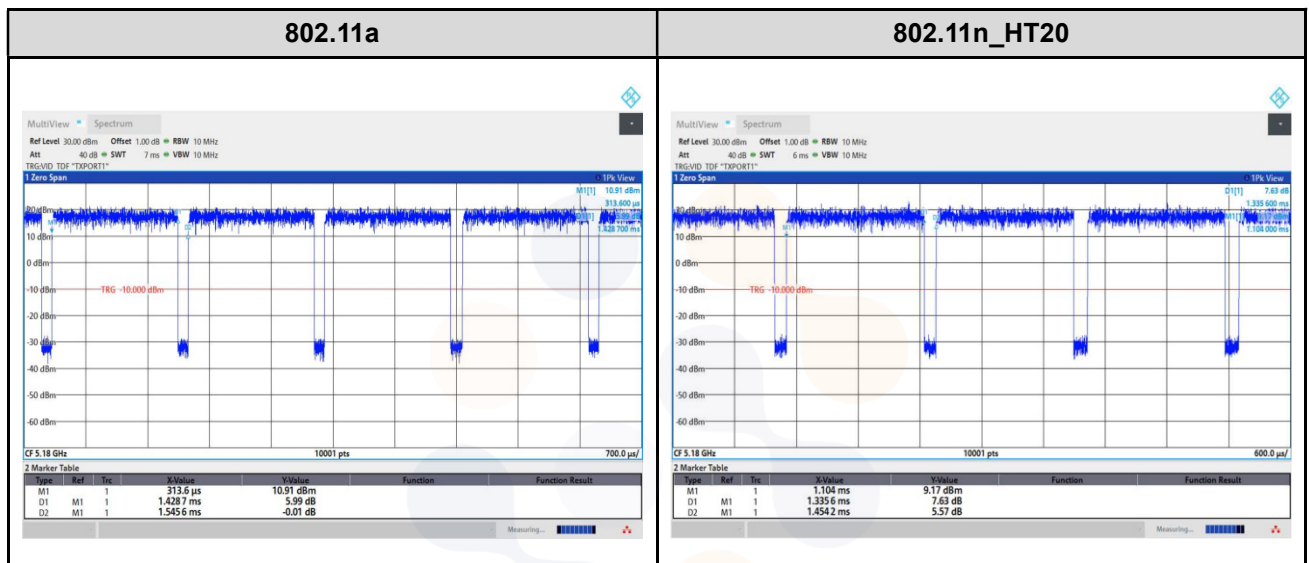 802.11a
802.11n_HT20
MultiView Spectrum
Ref Level 30.00 dBm Offset 1.00 dB RBW 10 MHz
Att 40 dB SWT 7 ms VBW 10 MHz
TRG:VID TDF "TXPORT1"
1 Zero Span 1Pk View
M1[1] 10.91 dBm
313.600 µs
1.428 700 ms
20 dBm
10 dBm
0 dBm
-10 dBm
TRG -10.000 dBm
-20 dBm
-30 dBm
-40 dBm
-50 dBm
-60 dBm
CF 5.18 GHz 10001 pts 700.0 µs/
2 Marker Table
Type Ref Trc X-Value Y-Value Function Function Result
M1 1 313.6 µs 10.91 dBm
D1 M1 1 1.428 7 ms 5.99 dB
D2 M1 1 1.545 6 ms -0.01 dB
Measuring...
MultiView Spectrum
Ref Level 30.00 dBm Offset 1.00 dB RBW 10 MHz
Att 40 dB SWT 6 ms VBW 10 MHz
TRG:VID TDF "TXPORT1"
1 Zero Span 1Pk View
D1[1] 7.63 dB
1.335 600 ms
M1[1]
1.104 000 ms
20 dBm
10 dBm
0 dBm
-10 dBm
TRG -10.000 dBm
-20 dBm
-30 dBm
-40 dBm
-50 dBm
-60 dBm
CF 5.18 GHz 10001 pts 600.0 µs/
2 Marker Table
Type Ref Trc X-Value Y-Value Function Function Result
M1 1 1.104 ms 9.17 dBm
D1 M1 1 1.335 6 ms 7.63 dB
D2 M1 1 1.454 2 ms 5.57 dB
Measuring...